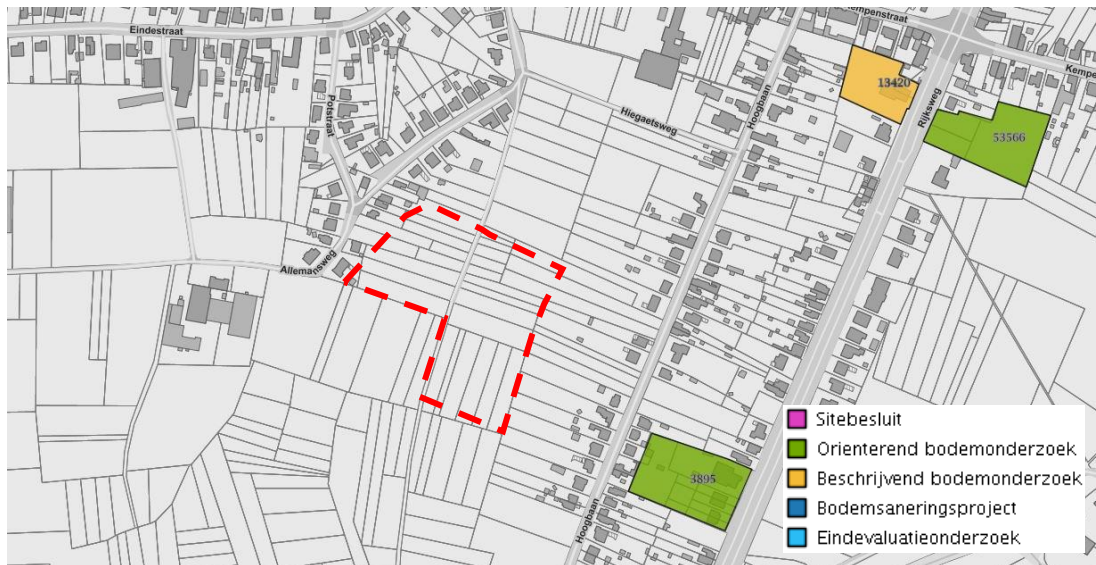 Eindestraat
Kempenstraat
Kempe
13420
Rijksweg
Potstraat
Hiegaetsweg
Hoogbaan
53566
Allemansweg
Sitebesluit
Orienterend bodemonderzoek
Beschrijvend bodemonderzoek
3895
Bodemsaneringsproject
Hoogbaan
Eindevaluatieonderzoek